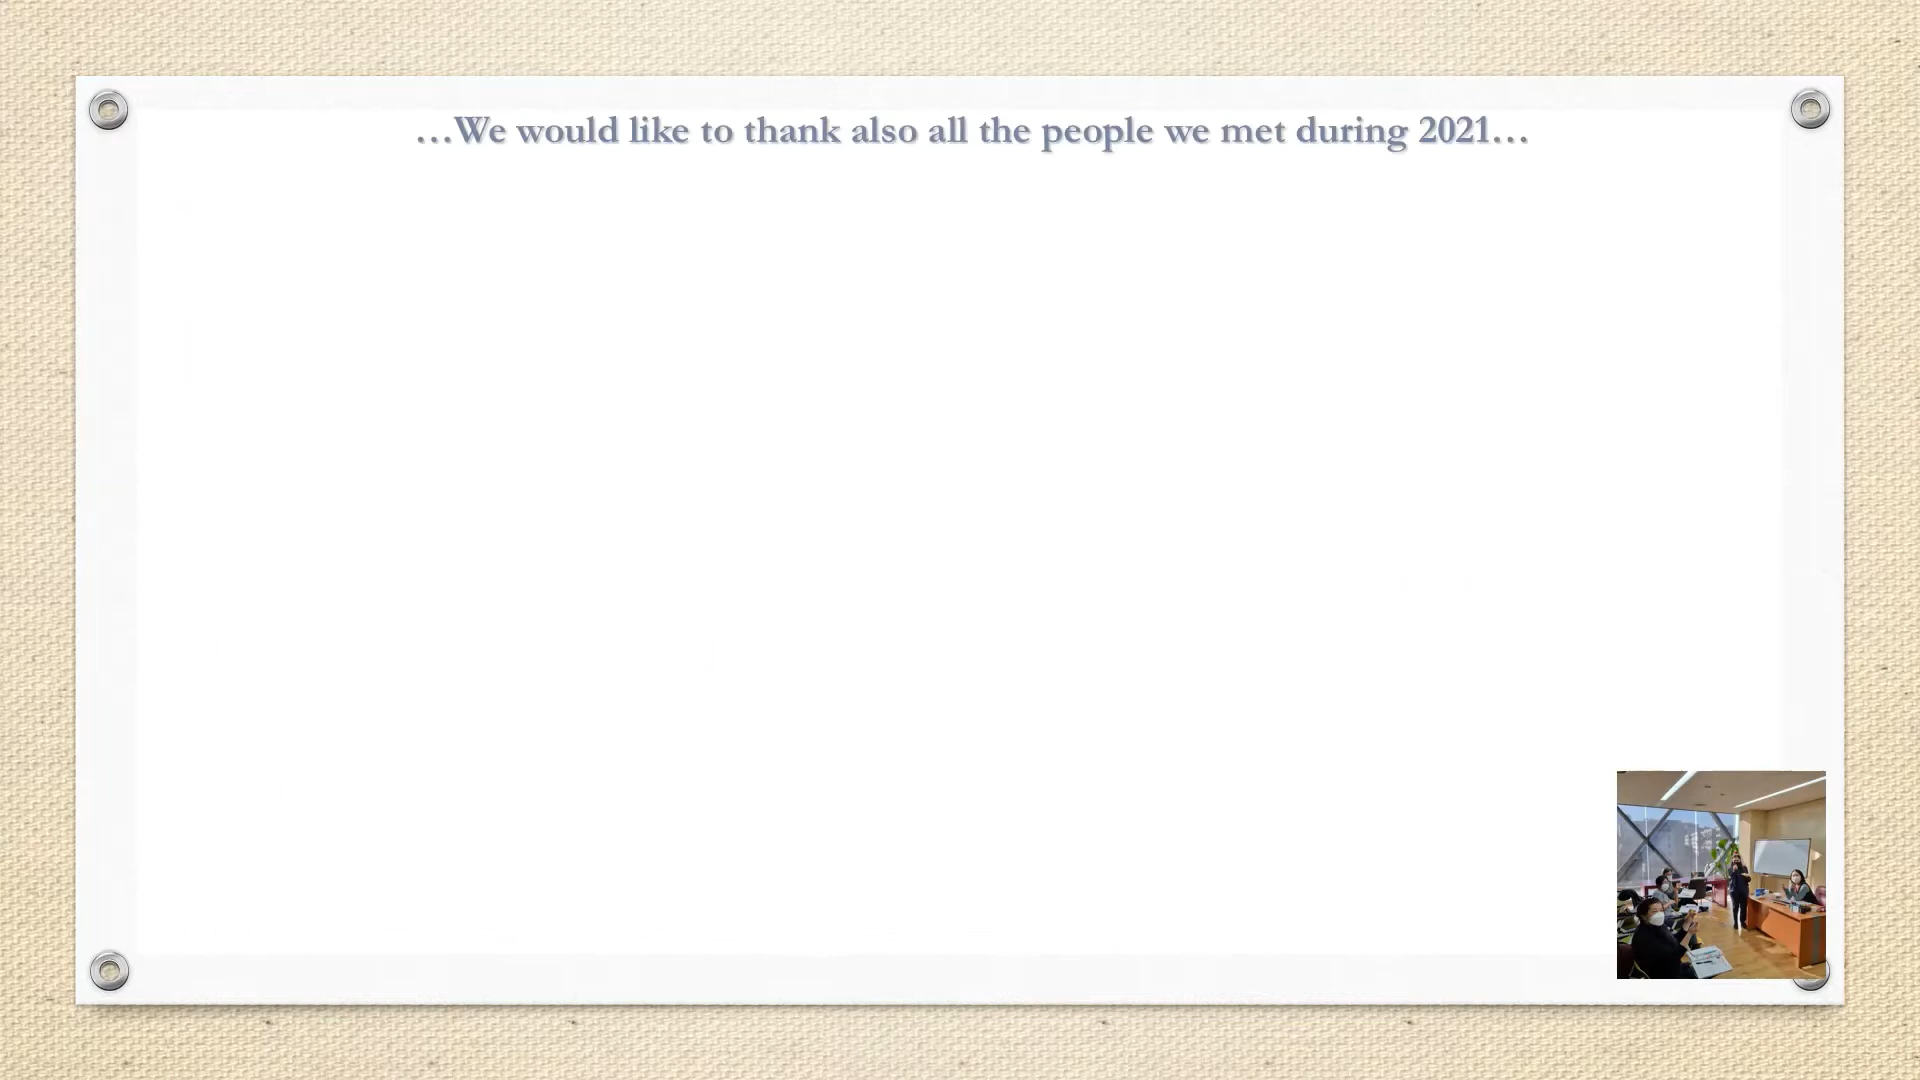 …We would like to thank also all the people we met during 2021…